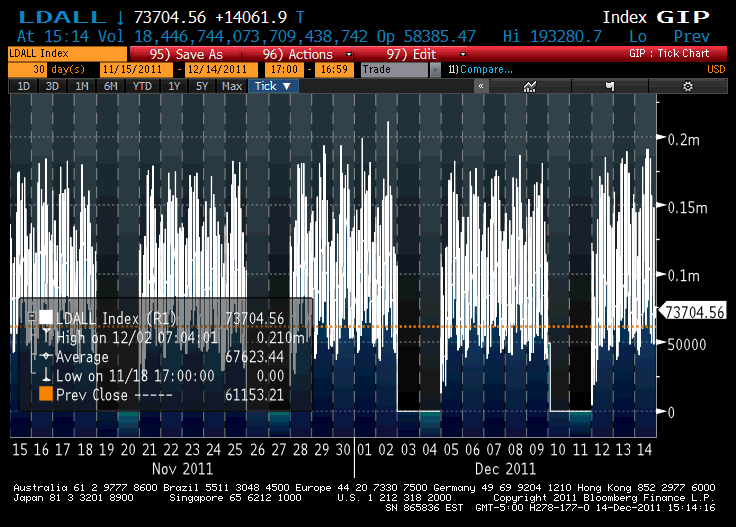 LDALL ↓ 73704.56 +14061.9 T Index GIP
At 15:14 Vol 18,446,744,073,709,438,742 Op 58385.47 Hi 193280.7 Lo Prev
LDALL Index 95) Save As 96) Actions 97) Edit GIP : Tick Chart
30 day(s) 11/15/2011 - 12/14/2011 17:00 - 16:59 Trade 11) Compare... USD
1D 3D 1M 6M YTD 1Y 5Y Max Tick ▼ «
0.2m
0.15m
0.1m
73704.56
50000
0
LDALL Index (R1) 73704.56
High on 12/02 07:04:01 0.210m
Average 67623.44
Low on 11/18 17:00:00 0.00
Prev Close ----- 61153.21
15 16 17 18 19 20 21 22 23 24 25 26 27 28 29 30 01 02 03 04 05 06 07 08 09 10 11 12 13 14
Nov 2011 Dec 2011
Australia 61 2 9777 8600 Brazil 5511 3048 4500 Europe 44 20 7330 7500 Germany 49 69 9204 1210 Hong Kong 852 2977 6000
Japan 81 3 3201 8900 Singapore 65 6212 1000 U.S. 1 212 318 2000 Copyright 2011 Bloomberg Finance L.P.
SN 865836 EST GMT-5:00 H278-177-0 14-Dec-2011 15:14:16